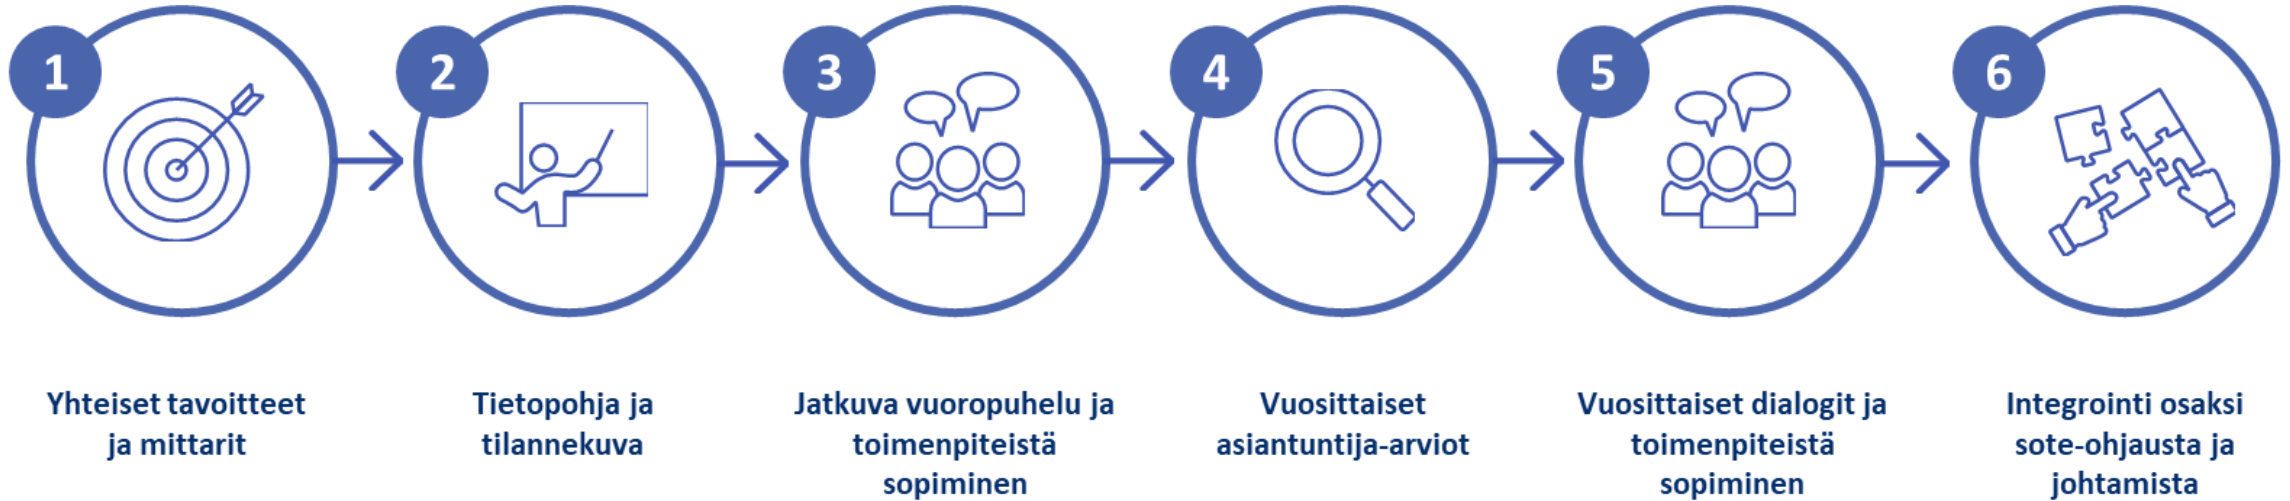 1
Yhteiset tavoitteet
ja mittarit
2
Tietopohja ja
tilannekuva
3
Jatkuva vuoropuhelu ja
toimenpiteistä
sopiminen
4
Vuosittaiset
asiantuntija-arviot
5
Vuosittaiset dialogit ja
toimenpiteistä
sopiminen
6
Integrointi osaksi
sote-ohjausta ja
johtamista